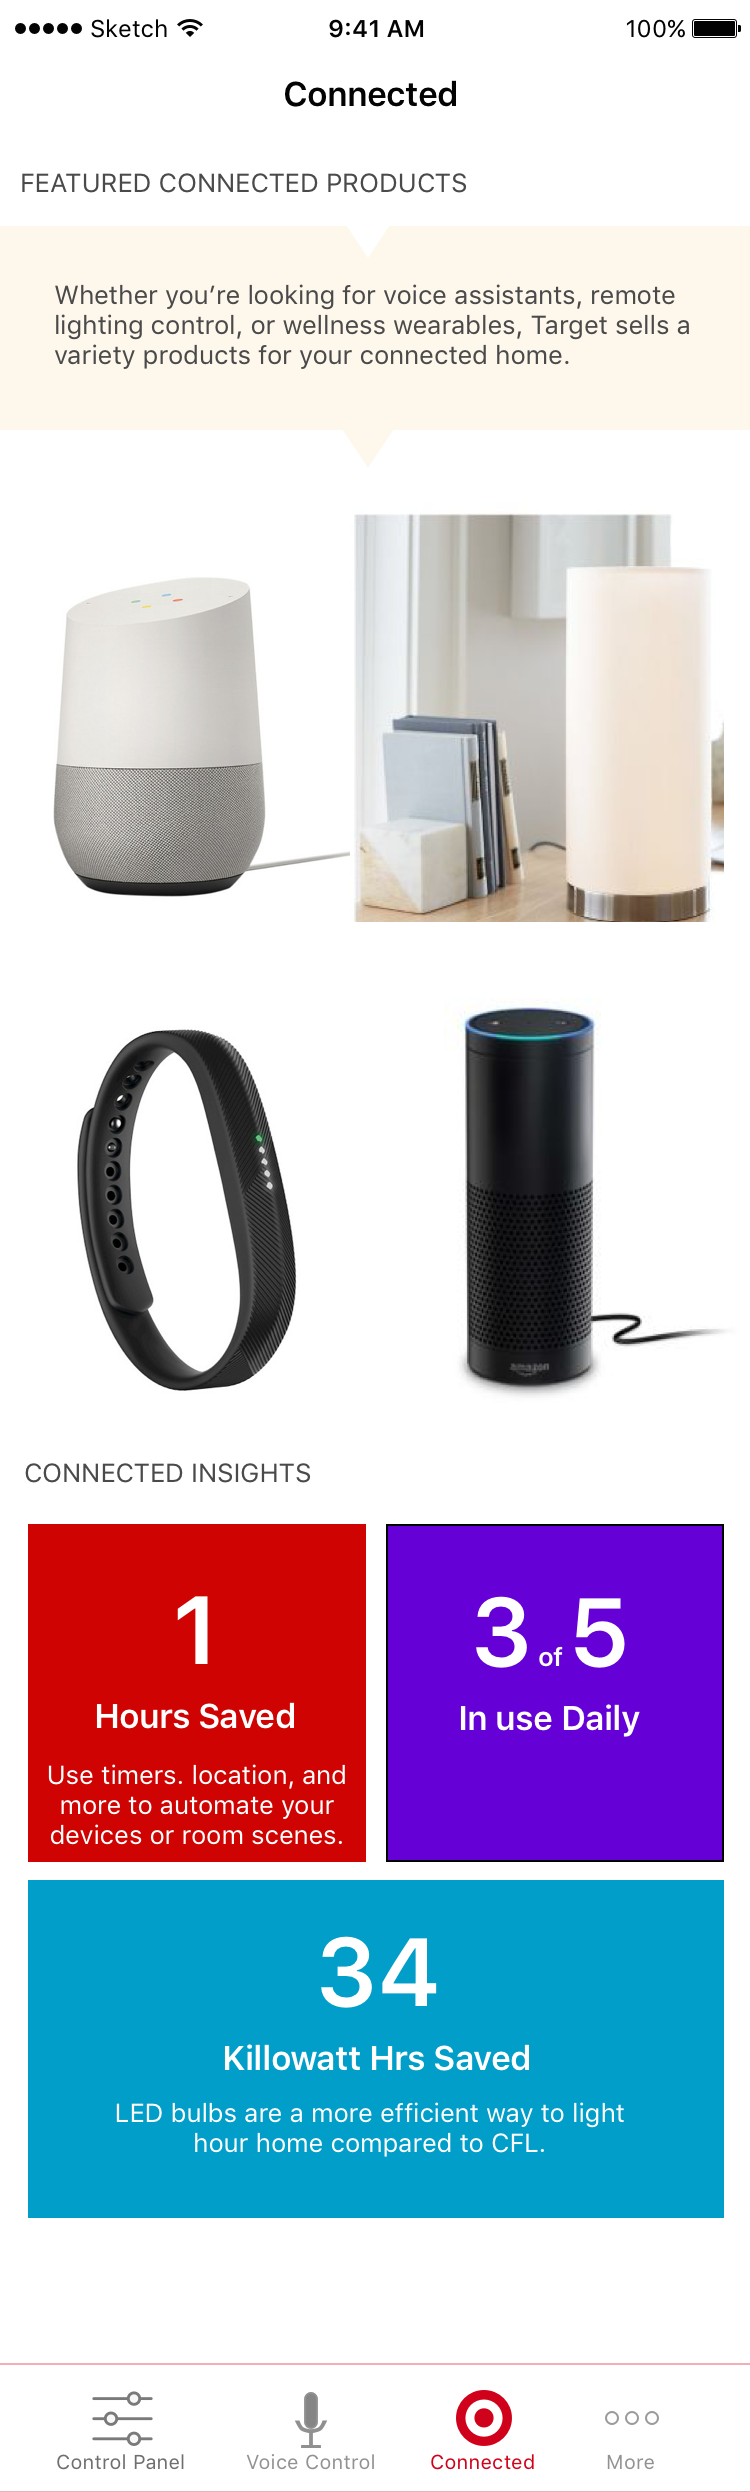 Sketch 9:41 AM 100%
Connected
FEATURED CONNECTED PRODUCTS
Whether you’re looking for voice assistants, remote
lighting control, or wellness wearables, Target sells a
variety products for your connected home.
amazon
CONNECTED INSIGHTS
1
Hours Saved
Use timers. location, and
more to automate your
devices or room scenes.
3 of 5
In use Daily
34
Killowatt Hrs Saved
LED bulbs are a more efficient way to light
hour home compared to CFL.
Control Panel
Voice Control
Connected
More